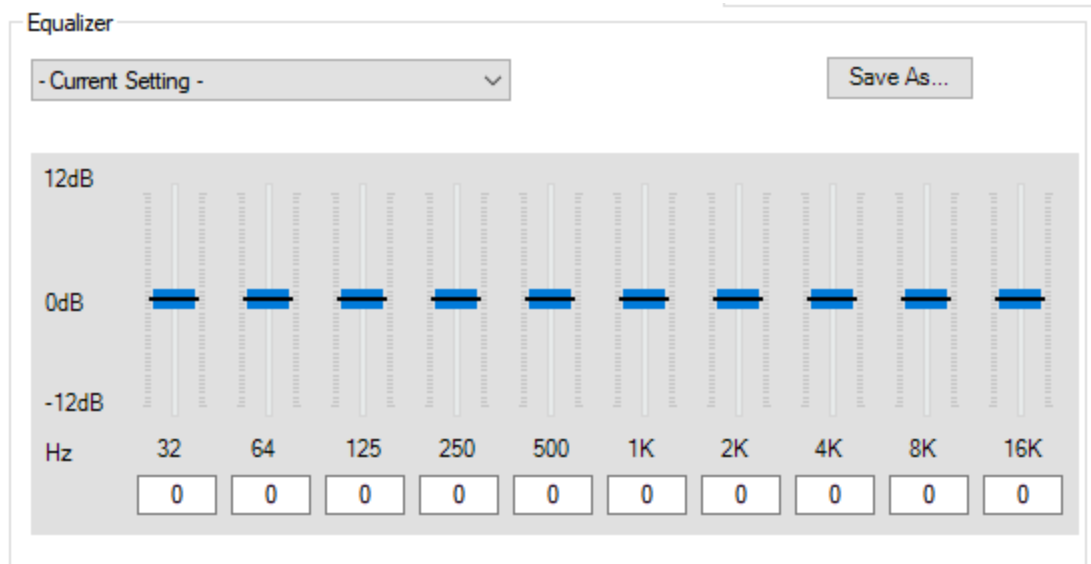 Equalizer
- Current Setting -
Save As...
12dB
0dB
-12dB
Hz 32 64 125 250 500 1K 2K 4K 8K 16K
0 0 0 0 0 0 0 0 0 0